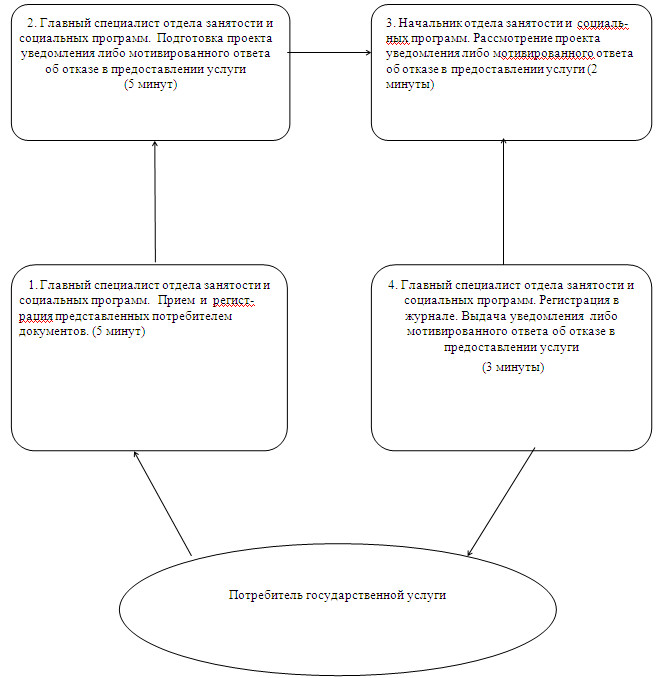 2. Главный специалист отдела занятости и
социальных программ. Подготовка проекта
уведомления либо мотивированного ответа
об отказе в предоставлении услуги
(5 минут)
3. Начальник отдела занятости и социаль-
ных программ. Рассмотрение проекта
уведомления либо мотивированного ответа
об отказе в предоставлении услуги (2
минуты)
1. Главный специалист отдела занятости и
социальных программ. Прием и регист-
рация представленных потребителем
документов. (5 минут)
4. Главный специалист отдела занятости и
социальных программ. Регистрация в
журнале. Выдача уведомления либо
мотивированного ответа об отказе в
предоставлении услуги
(3 минуты)
Потребитель государственной услуги